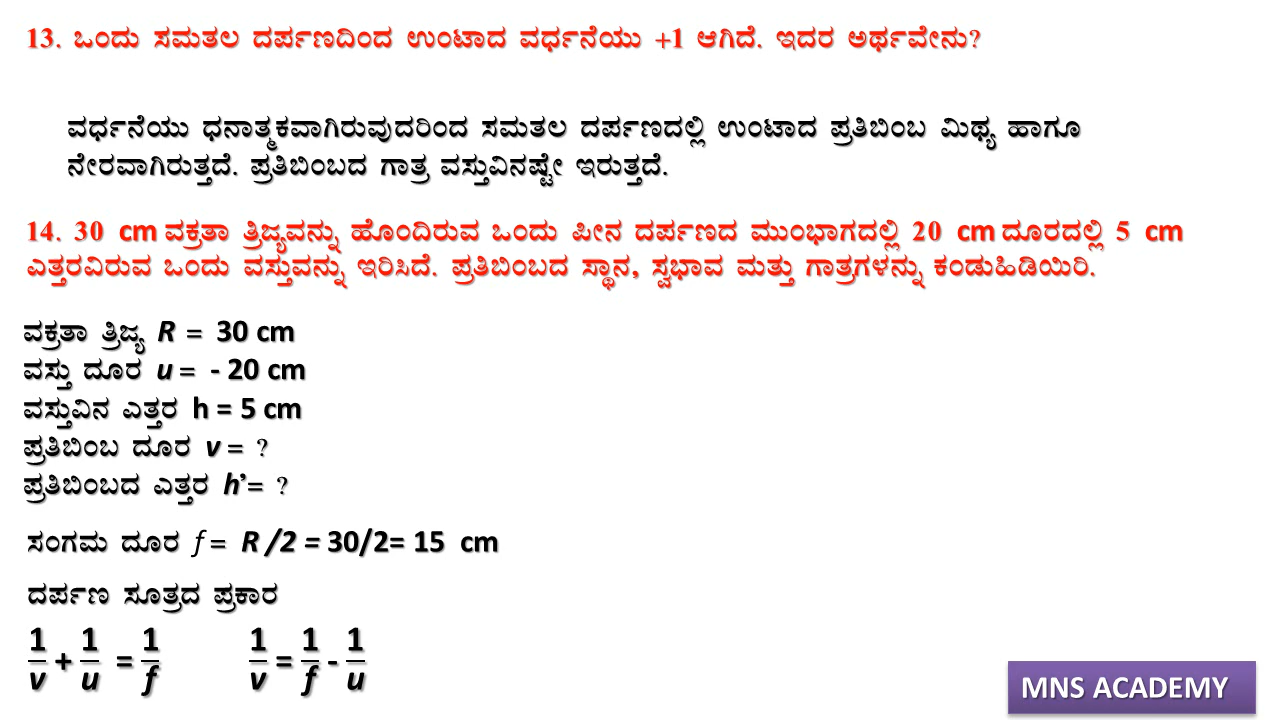 13. ಒಂದು ಸಮತಲ ದರ್ಪಣದಿಂದ ಉಂಟಾದ ವರ್ಧನೆಯು +1 ಆಗಿದೆ. ಇದರ ಅರ್ಥವೇನು?
ವರ್ಧನೆಯು ಧನಾತ್ಮಕವಾಗಿರುವುದರಿಂದ ಸಮತಲ ದರ್ಪಣದಲ್ಲಿ ಉಂಟಾದ ಪ್ರತಿಬಿಂಬ ಮಿಥ್ಯ ಹಾಗೂ
ನೇರವಾಗಿರುತ್ತದೆ. ಪ್ರತಿಬಿಂಬದ ಗಾತ್ರ ವಸ್ತುವಿನಷ್ಟೇ ಇರುತ್ತದೆ.
14. 30 cm ವಕ್ರತಾ ತ್ರಿಜ್ಯವನ್ನು ಹೊಂದಿರುವ ಒಂದು ಪೀನ ದರ್ಪಣದ ಮುಂಭಾಗದಲ್ಲಿ 20 cm ದೂರದಲ್ಲಿ 5 cm
ಎತ್ತರವಿರುವ ಒಂದು ವಸ್ತುವನ್ನು ಇರಿಸಿದೆ. ಪ್ರತಿಬಿಂಬದ ಸ್ಥಾನ, ಸ್ವಭಾವ ಮತ್ತು ಗಾತ್ರಗಳನ್ನು ಕಂಡುಹಿಡಿಯಿರಿ.
ವಕ್ರತಾ ತ್ರಿಜ್ಯ R = 30 cm
ವಸ್ತು ದೂರ u = - 20 cm
ವಸ್ತುವಿನ ಎತ್ತರ h = 5 cm
ಪ್ರತಿಬಿಂಬ ದೂರ v = ?
ಪ್ರತಿಬಿಂಬದ ಎತ್ತರ h’= ?
ಸಂಗಮ ದೂರ f = R /2 = 30/2= 15 cm
ದರ್ಪಣ ಸೂತ್ರದ ಪ್ರಕಾರ
1/v + 1/u = 1/f 1/v = 1/f - 1/u
MNS ACADEMY